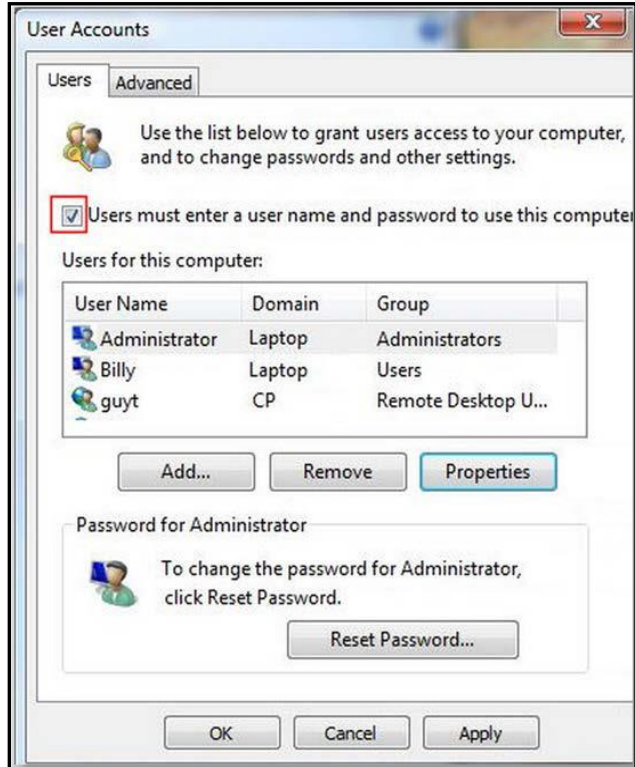 User Accounts
Users
Advanced
Use the list below to grant users access to your computer,
and to change passwords and other settings.
Users must enter a user name and password to use this computer
Users for this computer:
User Name Domain Group
Administrator Laptop Administrators
Billy Laptop Users
guyt CP Remote Desktop U...
Add... Remove Properties
Password for Administrator
To change the password for Administrator,
click Reset Password.
Reset Password...
OK Cancel Apply